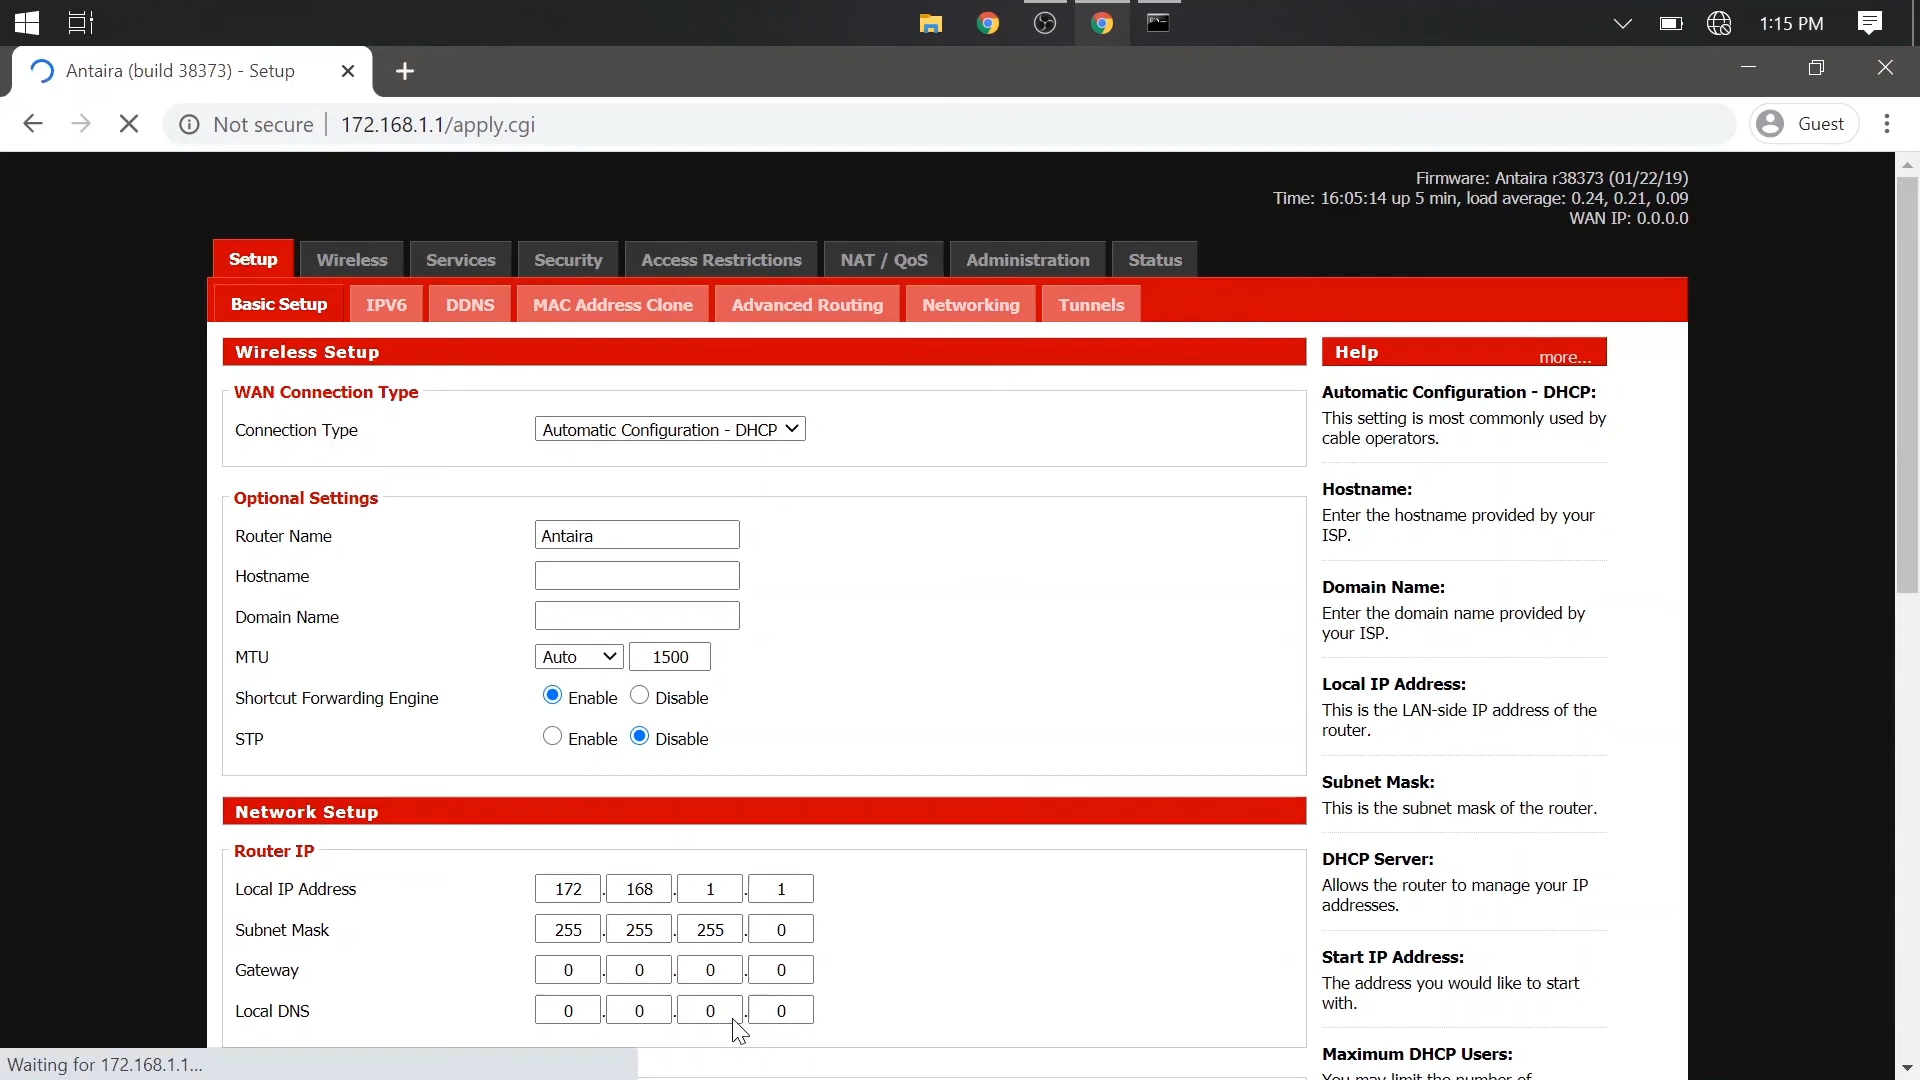 1:15 PM
Antaira (build 38373) - Setup
Not secure
172.168.1.1/apply.cgi
Guest
Firmware: Antaira r38373 (01/22/19)
Time: 16:05:14 up 5 min, load average: 0.24, 0.21, 0.09
WAN IP: 0.0.0.0
Setup Wireless Services Security Access Restrictions NAT / QoS Administration Status
Basic Setup IPV6 DDNS MAC Address Clone Advanced Routing Networking Tunnels
Wireless Setup
WAN Connection Type
Connection Type Automatic Configuration - DHCP
Optional Settings
Router Name Antaira
Hostname
Domain Name
MTU Auto 1500
Shortcut Forwarding Engine Enable Disable
STP Enable Disable
Network Setup
Router IP
Local IP Address 172 . 168 . 1 . 1
Subnet Mask 255 . 255 . 255 . 0
Gateway 0 . 0 . 0 . 0
Local DNS 0 . 0 . 0 . 0
Help more...
Automatic Configuration - DHCP:
This setting is most commonly used by
cable operators.
Hostname:
Enter the hostname provided by your
ISP.
Domain Name:
Enter the domain name provided by
your ISP.
Local IP Address:
This is the LAN-side IP address of the
router.
Subnet Mask:
This is the subnet mask of the router.
DHCP Server:
Allows the router to manage your IP
addresses.
Start IP Address:
The address you would like to start
with.
Maximum DHCP Users:
You may limit the number of
Waiting for 172.168.1.1...